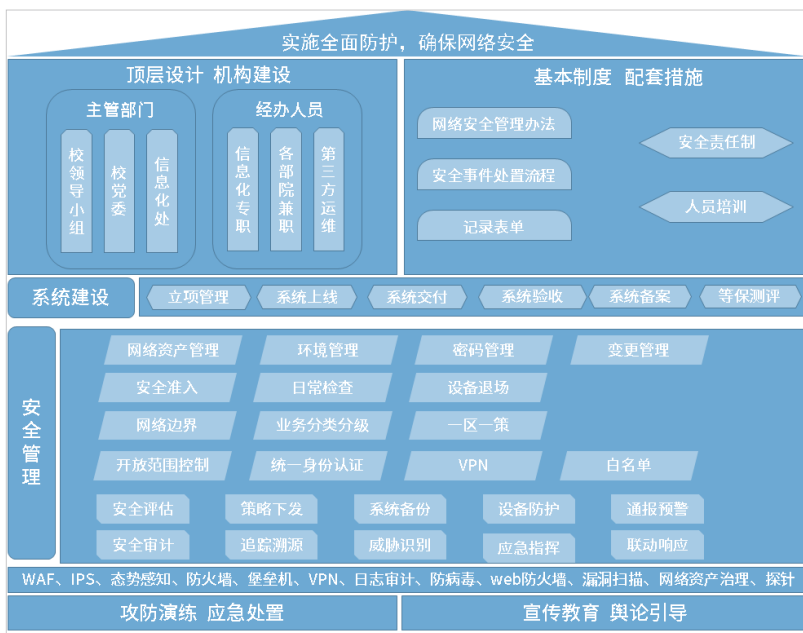 实施全面防护，确保网络安全
顶层设计 机构建设
主管部门
校领导小组
校党委
信息化处
经办人员
信息化专职
各部院兼职
第三方运维
基本制度 配套措施
网络安全管理办法
安全事件处置流程
记录表单
安全责任制
人员培训
系统建设
立项管理
系统上线
系统交付
系统验收
系统备案
等保测评
安全管理
网络资产管理
环境管理
密码管理
变更管理
安全准入
日常检查
设备退场
网络边界
业务分类分级
一区一策
开放范围控制
统一身份认证
VPN
白名单
安全评估
策略下发
系统备份
设备防护
通报预警
安全审计
追踪溯源
威胁识别
应急指挥
联动响应
WAF、IPS、态势感知、防火墙、堡垒机、VPN、日志审计、防病毒、web防火墙、漏洞扫描、网络资产治理、探针
攻防演练 应急处置
宣传教育 舆论引导